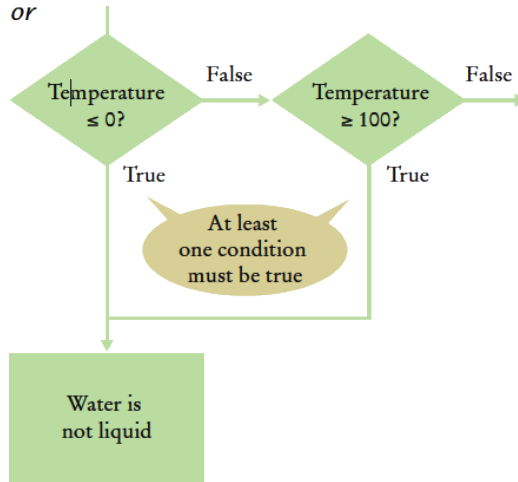 or
False
False
Temperature
≤ 0?
Temperature
≥ 100?
True
True
At least
one condition
must be true
Water is
not liquid